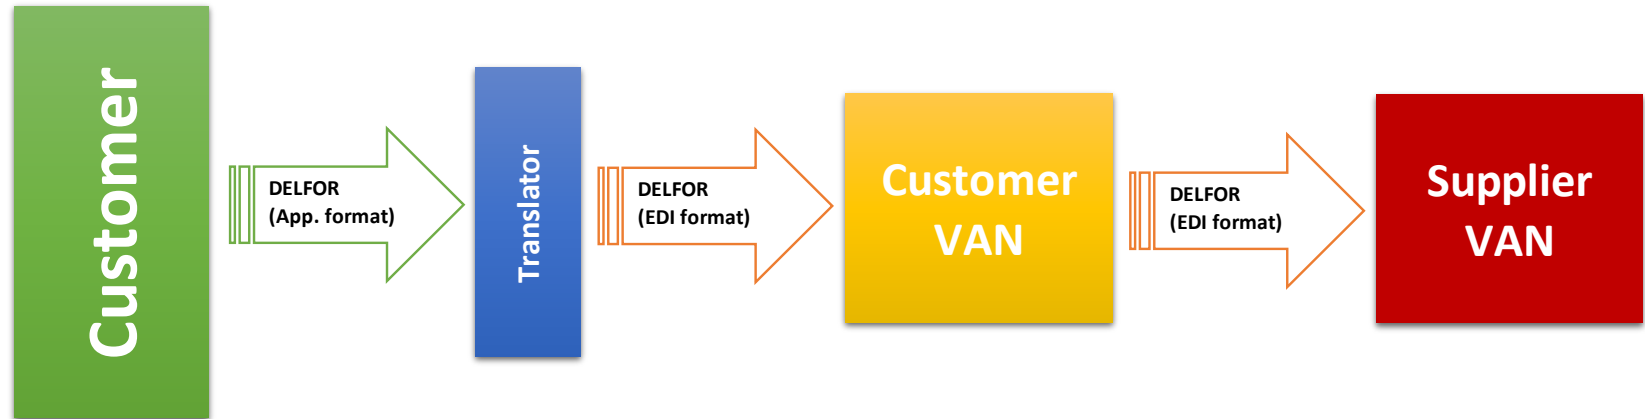 Customer
DELFOR
(App. format)
Translator
DELFOR
(EDI format)
Customer
VAN
DELFOR
(EDI format)
Supplier
VAN